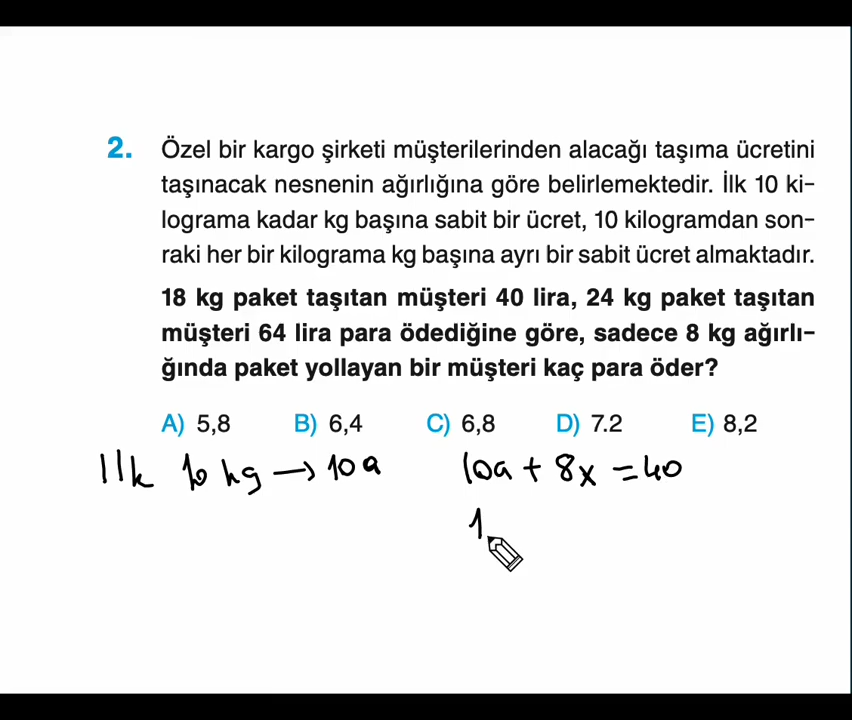 2. Özel bir kargo şirketi müşterilerinden alacağı taşıma ücretini
taşınacak nesnenin ağırlığına göre belirlemektedir. İlk 10 ki-
lograma kadar kg başına sabit bir ücret, 10 kilogramdan son-
raki her bir kilograma kg başına ayrı bir sabit ücret almaktadır.
18 kg paket taşıtan müşteri 40 lira, 24 kg paket taşıtan
müşteri 64 lira para ödediğine göre, sadece 8 kg ağırlı-
ğında paket yollayan bir müşteri kaç para öder?
A) 5,8 B) 6,4 C) 6,8 D) 7.2 E) 8,2
Ilk 10 kg → 10a 10a + 8x = 40
1